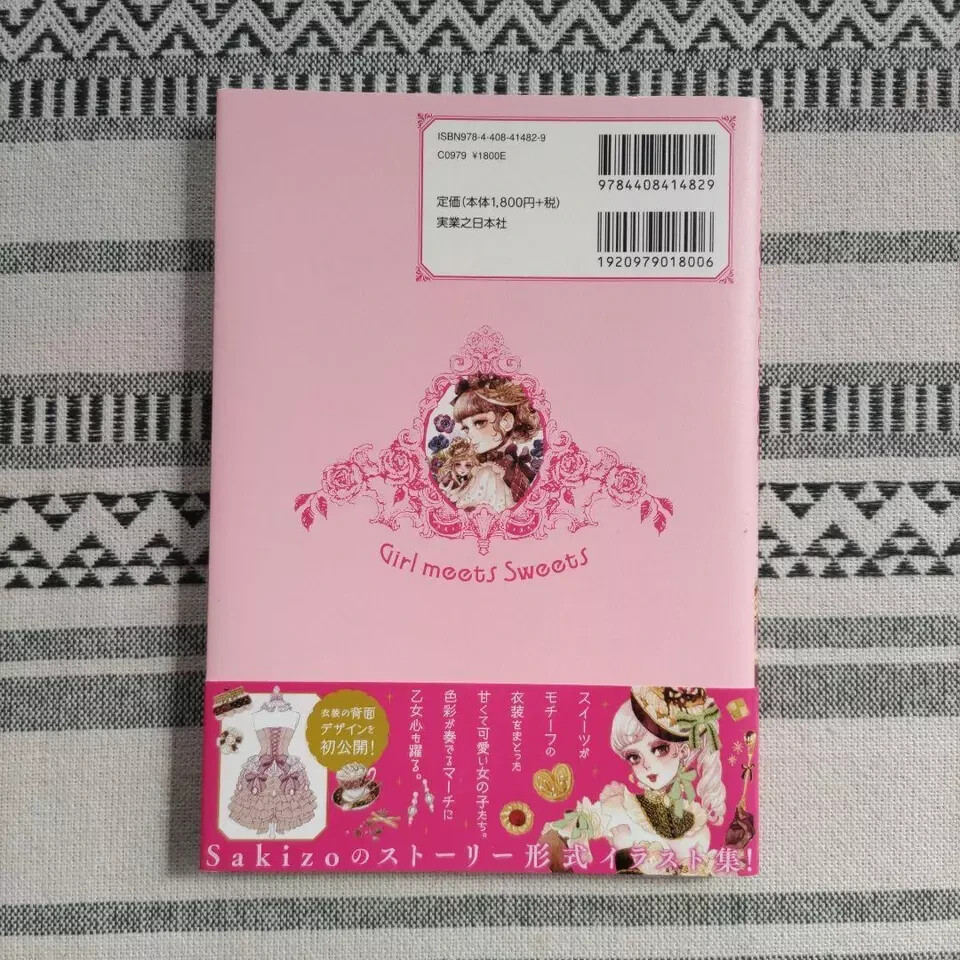 ISBN978-4-408-41482-9
C0979 ¥1800E
定価(本体1,800円+税)
実業之日本社
9784408414829
1920979018006
Girl meets Sweets
衣装の背面
デザインを
初公開!
スイーツが
モチーフの
衣装をまとった
甘くて可愛い女の子たち。
色彩が奏でるマーチに
乙女心も躍る。
Sakizoのストーリー形式イラスト集!